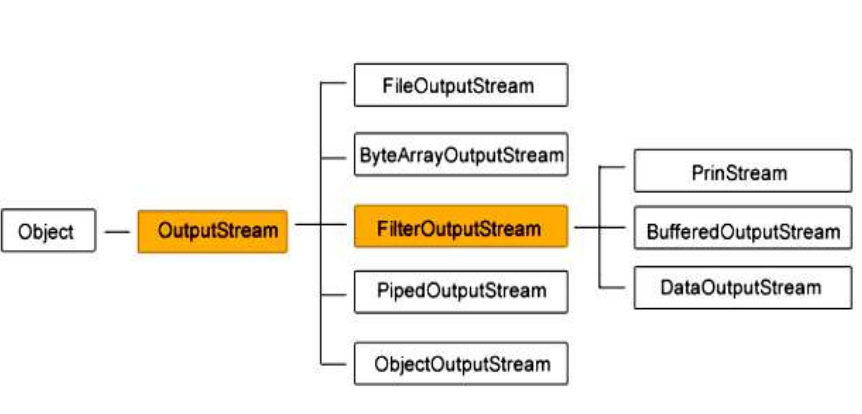 Object
OutputStream
FileOutputStream
ByteArrayOutputStream
FilterOutputStream
PipedOutputStream
ObjectOutputStream
PrinStream
BufferedOutputStream
DataOutputStream